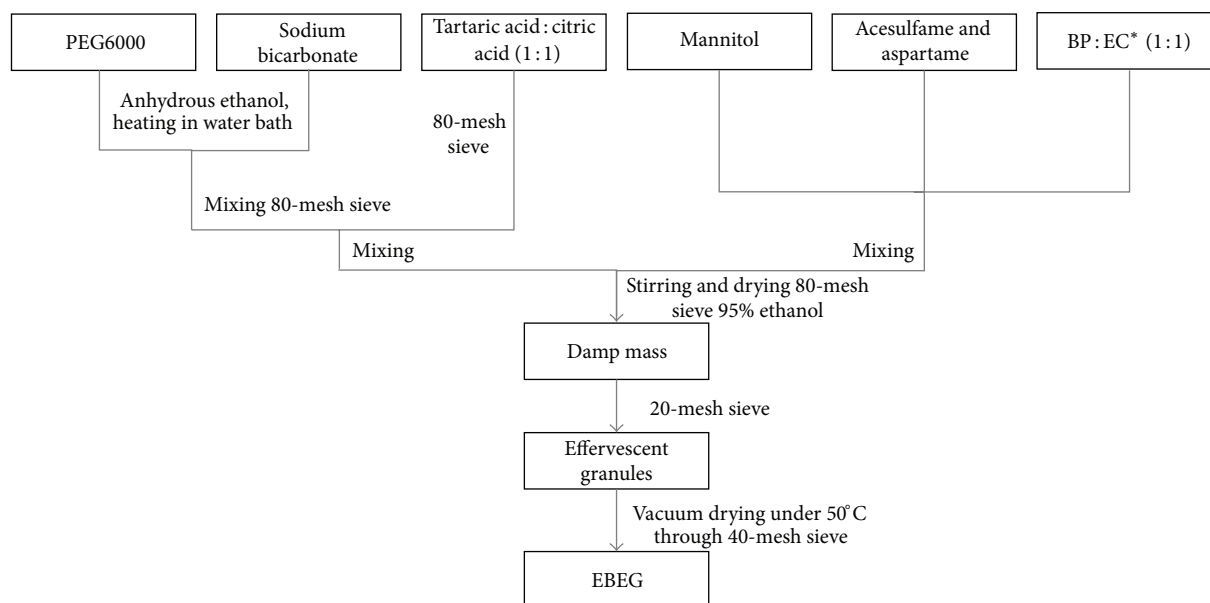 PEG6000
Sodium
bicarbonate
Tartaric acid : citric
acid (1 : 1)
Mannitol
Acesulfame and
aspartame
BP : EC* (1 : 1)
Anhydrous ethanol,
heating in water bath
80-mesh
sieve
Mixing 80-mesh sieve
Mixing
Mixing
Stirring and drying 80-mesh
sieve 95% ethanol
Damp mass
20-mesh sieve
Effervescent
granules
Vacuum drying under 50°C
through 40-mesh sieve
EBEG